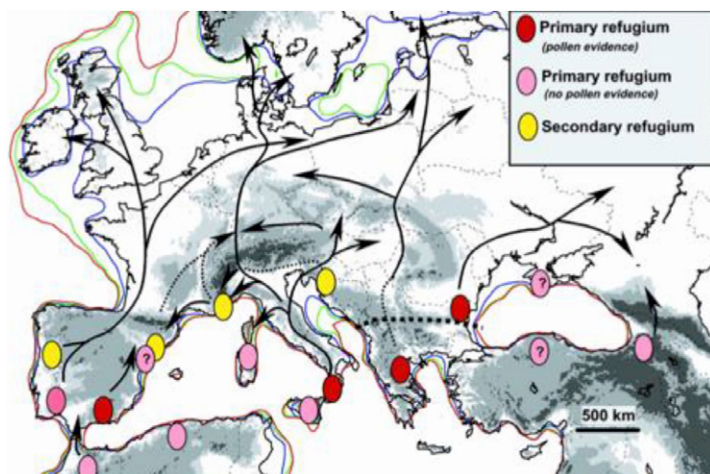 Primary refugium
(pollen evidence)
Primary refugium
(no pollen evidence)
Secondary refugium
?
?
?
500 km